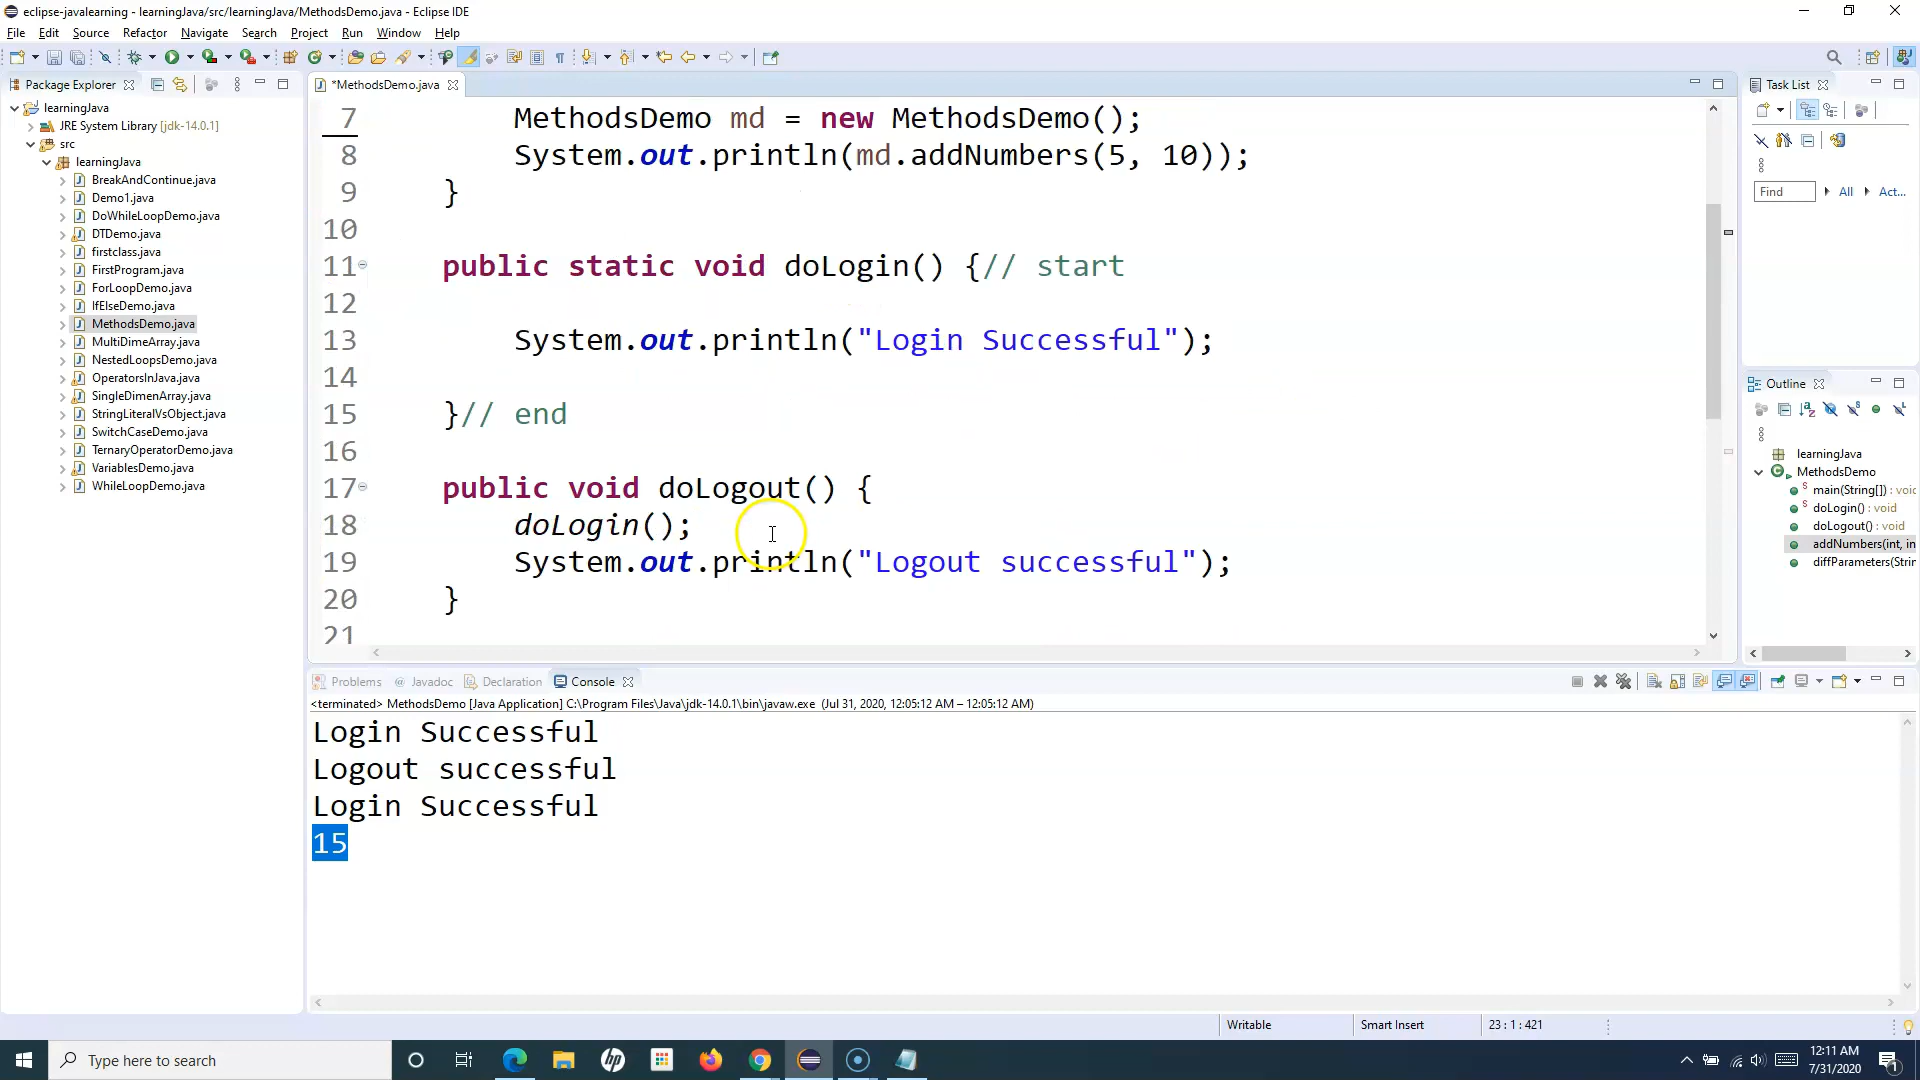 eclipse-javalearning - learningJava/src/learningJava/MethodsDemo.java - Eclipse IDE
File Edit Source Refactor Navigate Search Project Run Window Help
Package Explorer
learningJava
JRE System Library [jdk-14.0.1]
src
learningJava
BreakAndContinue.java
Demo1.java
DoWhileLoopDemo.java
DTDemo.java
firstclass.java
FirstProgram.java
ForLoopDemo.java
IfElseDemo.java
MethodsDemo.java
MultiDimeArray.java
NestedLoopsDemo.java
OperatorsInJava.java
SingleDimenArray.java
StringLiteralVsObject.java
SwitchCaseDemo.java
TernaryOperatorDemo.java
VariablesDemo.java
WhileLoopDemo.java
*MethodsDemo.java
7 MethodsDemo md = new MethodsDemo();
8 System.out.println(md.addNumbers(5, 10));
9 }
10
11 public static void doLogin() {// start
12
13 System.out.println("Login Successful");
14
15 }// end
16
17 public void doLogout() {
18 doLogin();
19 System.out.println("Logout successful");
20 }
21
Task List
Find All Act...
Outline
learningJava
MethodsDemo
main(String[]) : voic
doLogin() : void
doLogout() : void
addNumbers(int, in
diffParameters(Strin
Problems Javadoc Declaration Console
<terminated> MethodsDemo [Java Application] C:\Program Files\Java\jdk-14.0.1\bin\javaw.exe (Jul 31, 2020, 12:05:12 AM – 12:05:12 AM)
Login Successful
Logout successful
Login Successful
15
Writable Smart Insert 23 : 1 : 421
Type here to search
12:11 AM
7/31/2020